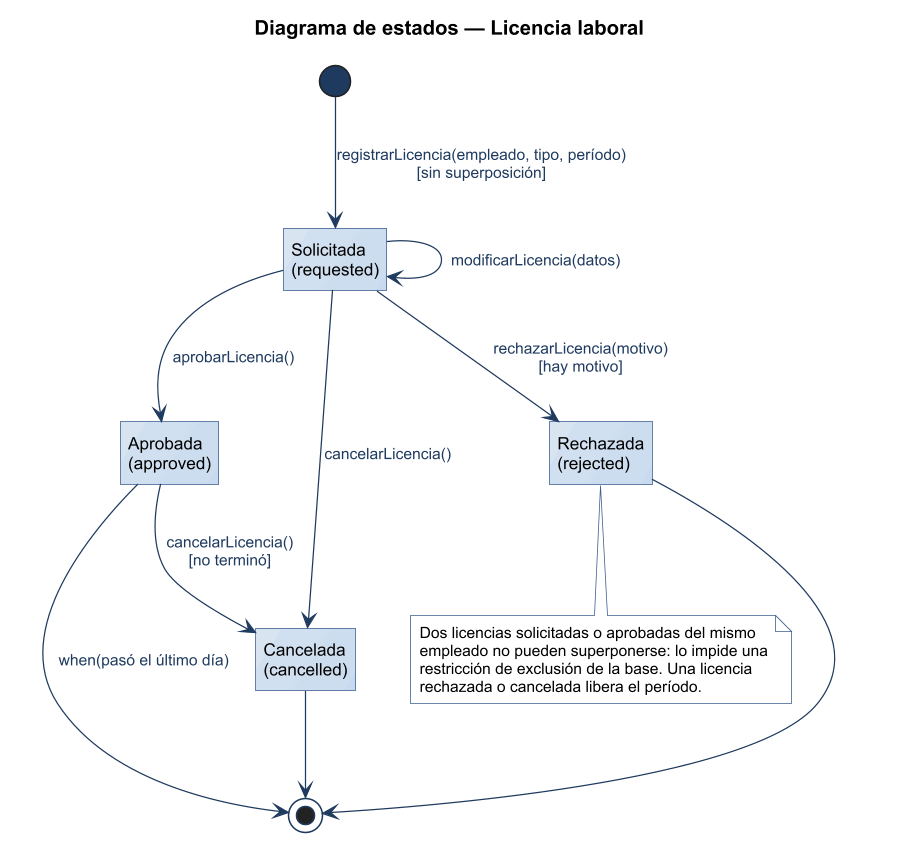 Diagrama de estados — Licencia laboral
registrarLicencia(empleado, tipo, período)
[sin superposición]
Solicitada
(requested)
modificarLicencia(datos)
aprobarLicencia()
rechazarLicencia(motivo)
[hay motivo]
Aprobada
(approved)
cancelarLicencia()
Rechazada
(rejected)
cancelarLicencia()
[no terminó]
Cancelada
(cancelled)
when(pasó el último día)
Dos licencias solicitadas o aprobadas del mismo
empleado no pueden superponerse: lo impide una
restricción de exclusión de la base. Una licencia
rechazada o cancelada libera el período.